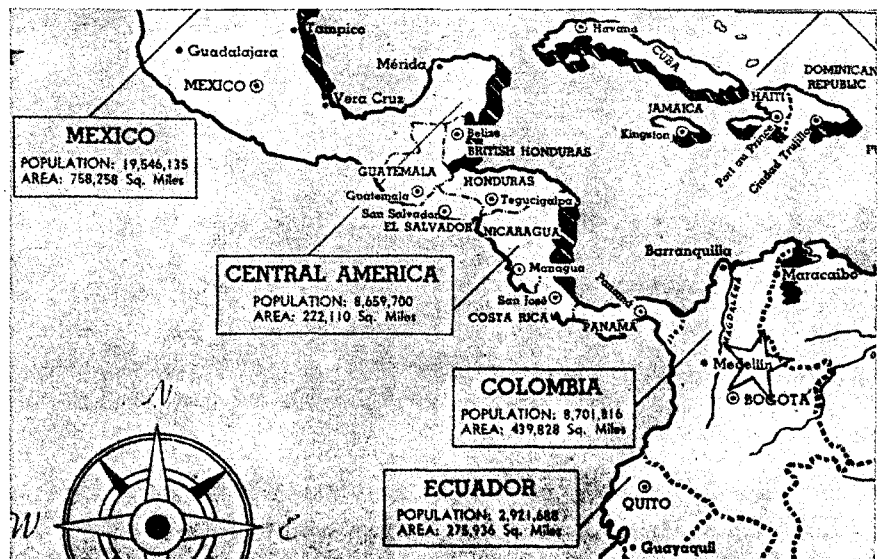 Tampico
Havana
Guadalajara
Mérida
CUBA
DOMINICAN
REPUBLIC
MEXICO
Vera Cruz
HAITI
JAMAICA
Belize
Kingston
Port au Prince
Ciudad Trujillo
BRITISH HONDURAS
MEXICO
POPULATION: 19,546,135
AREA: 758,258 Sq. Miles
GUATEMALA
HONDURAS
Guatemala
Tegucigalpa
San Salvador
EL SALVADOR
NICARAGUA
Barranquilla
CENTRAL AMERICA
POPULATION: 8,659,700
AREA: 222,110 Sq. Miles
Managua
Maracaibo
San José
Panamá
COSTA RICA
PANAMA
MAGDALENA
Medellín
COLOMBIA
POPULATION: 8,701,816
AREA: 439,828 Sq. Miles
BOGOTA
N
ECUADOR
POPULATION: 2,921,688
AREA: 275,936 Sq. Miles
QUITO
W
E
Guayaquil